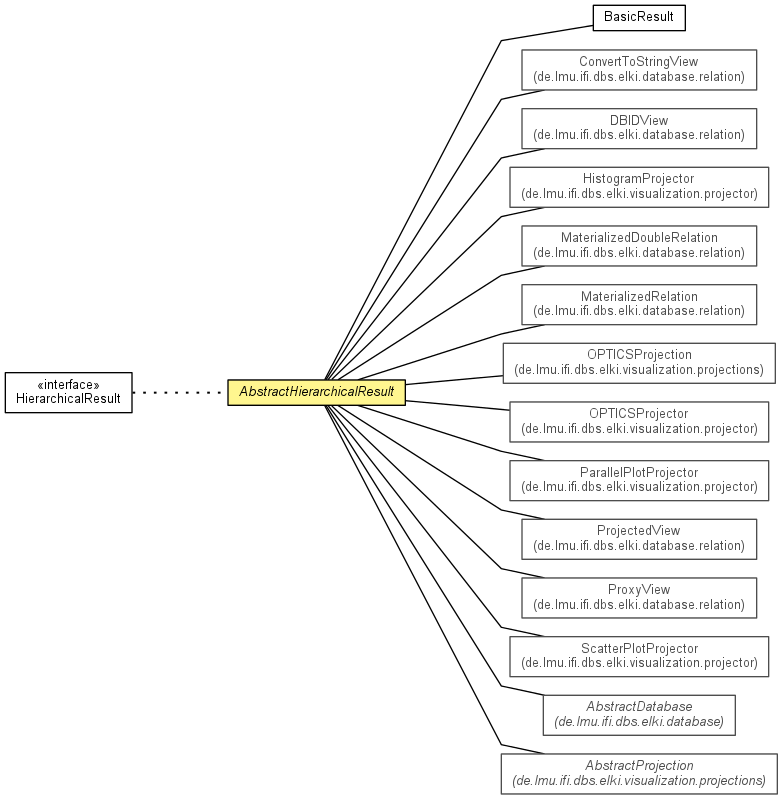 BasicResult
ConvertToStringView
(de.lmu.ifi.dbs.elki.database.relation)
DBIDView
(de.lmu.ifi.dbs.elki.database.relation)
HistogramProjector
(de.lmu.ifi.dbs.elki.visualization.projector)
MaterializedDoubleRelation
(de.lmu.ifi.dbs.elki.database.relation)
MaterializedRelation
(de.lmu.ifi.dbs.elki.database.relation)
OPTICSProjection
(de.lmu.ifi.dbs.elki.visualization.projections)
«interface»
HierarchicalResult
AbstractHierarchicalResult
OPTICSProjector
(de.lmu.ifi.dbs.elki.visualization.projector)
ParallelPlotProjector
(de.lmu.ifi.dbs.elki.visualization.projector)
ProjectedView
(de.lmu.ifi.dbs.elki.database.relation)
ProxyView
(de.lmu.ifi.dbs.elki.database.relation)
ScatterPlotProjector
(de.lmu.ifi.dbs.elki.visualization.projector)
AbstractDatabase
(de.lmu.ifi.dbs.elki.database)
AbstractProjection
(de.lmu.ifi.dbs.elki.visualization.projections)